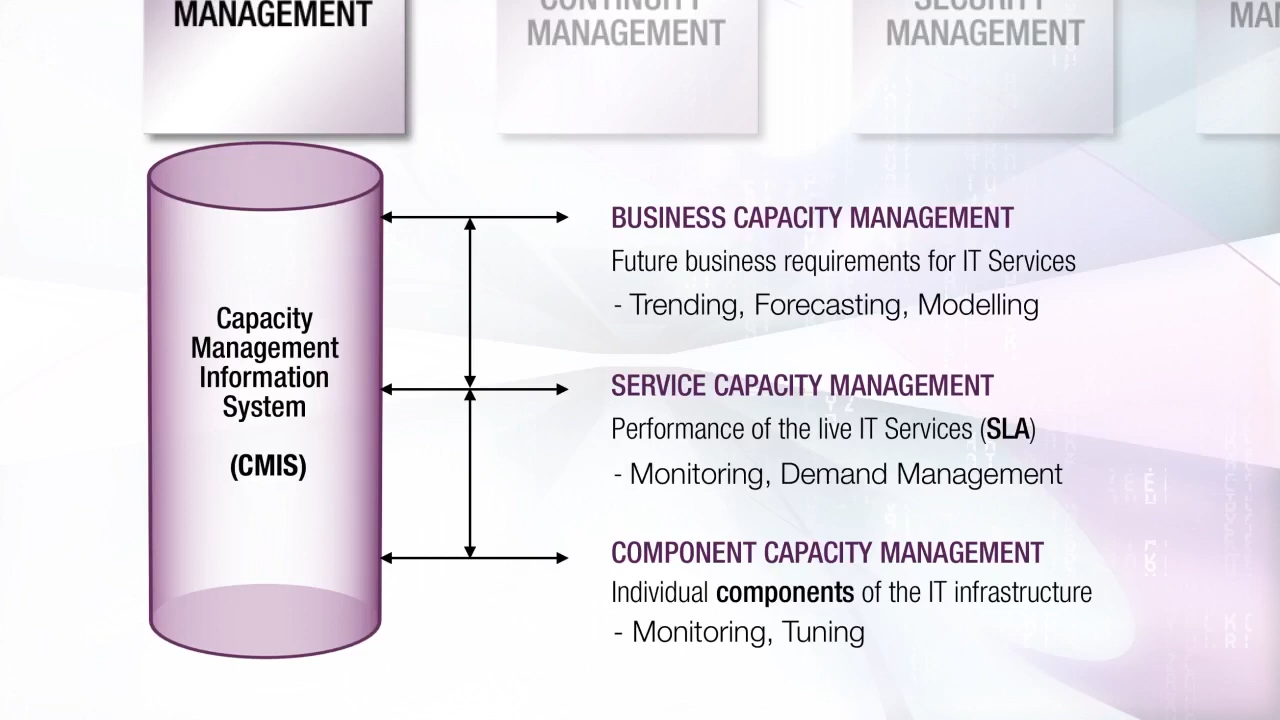 MANAGEMENT
CONTINUITY
MANAGEMENT
SECURITY
MANAGEMENT
Capacity
Management
Information
System
(CMIS)
BUSINESS CAPACITY MANAGEMENT
Future business requirements for IT Services
- Trending, Forecasting, Modelling
SERVICE CAPACITY MANAGEMENT
Performance of the live IT Services (SLA)
- Monitoring, Demand Management
COMPONENT CAPACITY MANAGEMENT
Individual components of the IT infrastructure
- Monitoring, Tuning